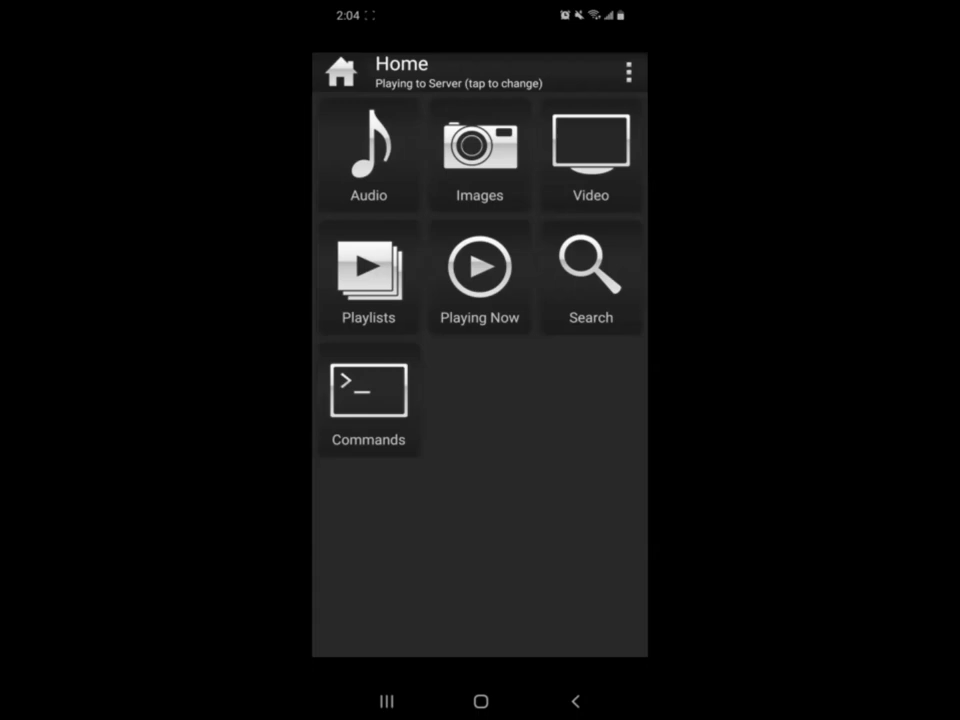 2:04
Home
Playing to Server (tap to change)
Audio
Images
Video
Playlists
Playing Now
Search
>_
Commands